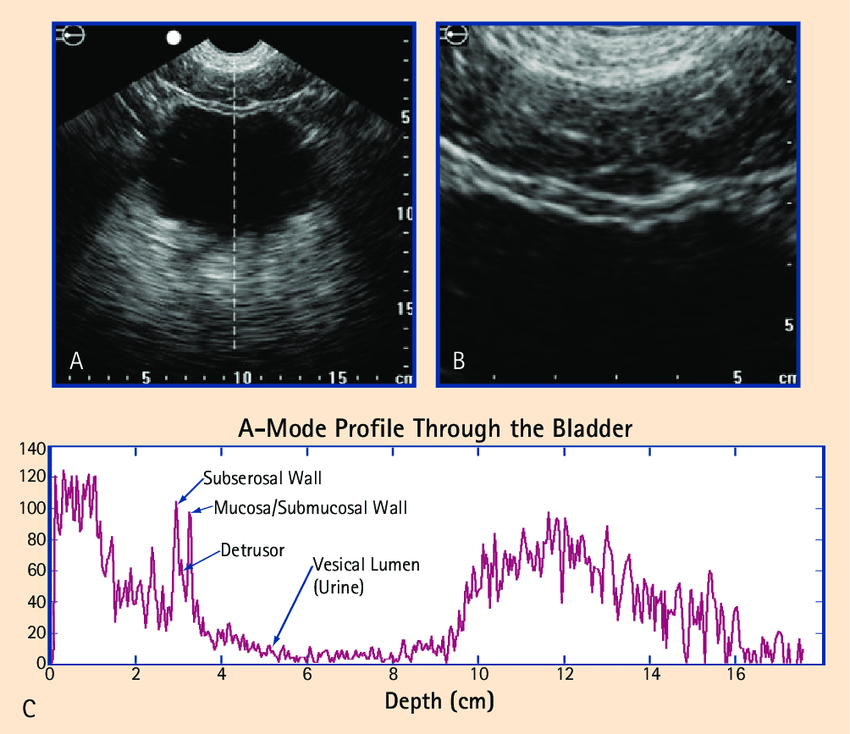 5
10
15
A
5 10 15 cm
5
B
5 cm
A-Mode Profile Through the Bladder
140
120
100
80
60
40
20
0
Subserosal Wall
Mucosa/Submucosal Wall
Detrusor
Vesical Lumen
(Urine)
0 2 4 6 8 10 12 14 16
Depth (cm)
C